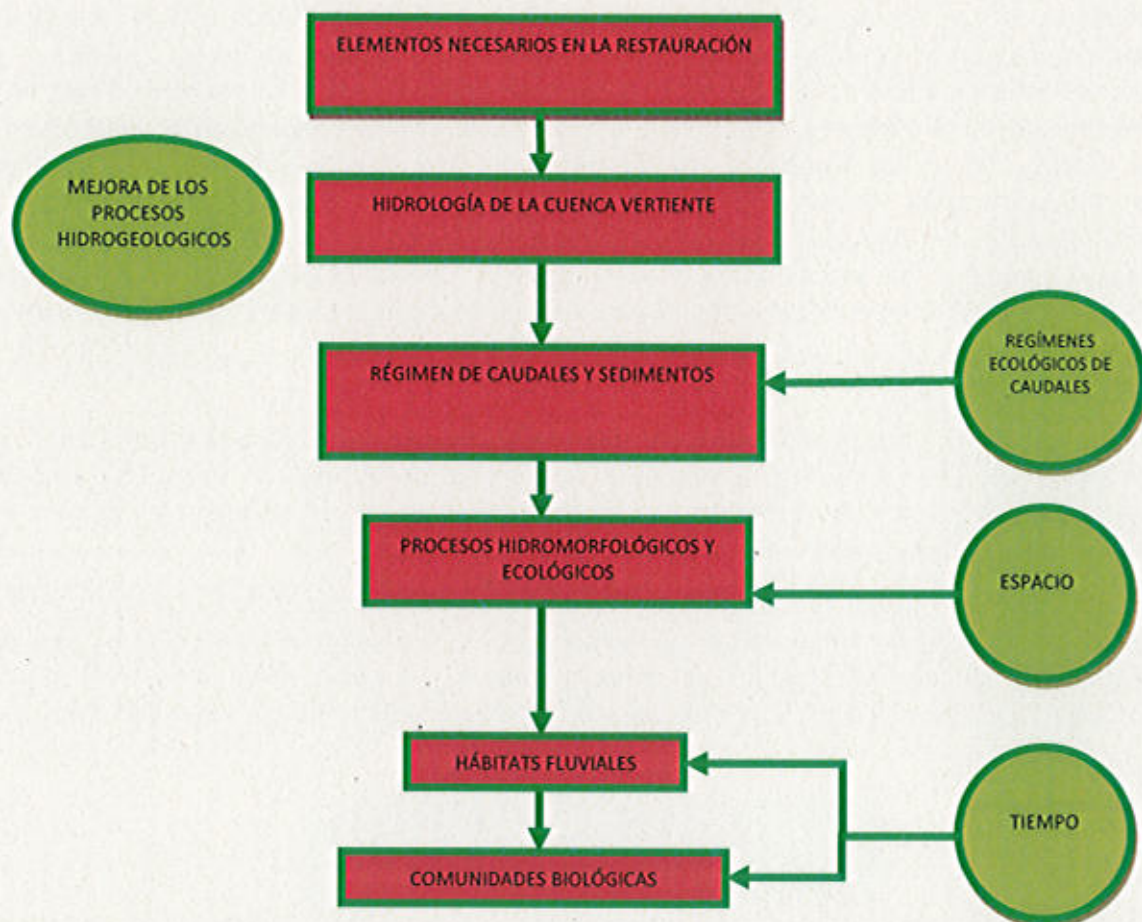 ELEMENTOS NECESARIOS EN LA RESTAURACIÓN
MEJORA DE LOS
PROCESOS
HIDROGEOLOGICOS
HIDROLOGÍA DE LA CUENCA VERTIENTE
RÉGIMEN DE CAUDALES Y SEDIMENTOS
REGÍMENES
ECOLÓGICOS DE
CAUDALES
PROCESOS HIDROMORFOLÓGICOS Y
ECOLÓGICOS
ESPACIO
HÁBITATS FLUVIALES
TIEMPO
COMUNIDADES BIOLÓGICAS